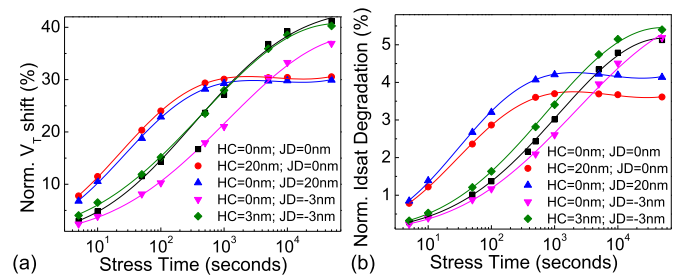 (a)
Norm. V_T shift (%)
40
30
20
10
HC=0nm; JD=0nm
HC=20nm; JD=0nm
HC=0nm; JD=20nm
HC=0nm; JD=-3nm
HC=3nm; JD=-3nm
10^1 10^2 10^3 10^4
Stress Time (seconds)
(b)
Norm. Idsat Degradation (%)
5
4
3
2
1
HC=0nm; JD=0nm
HC=20nm; JD=0nm
HC=0nm; JD=20nm
HC=0nm; JD=-3nm
HC=3nm; JD=-3nm
10^1 10^2 10^3 10^4
Stress Time (seconds)